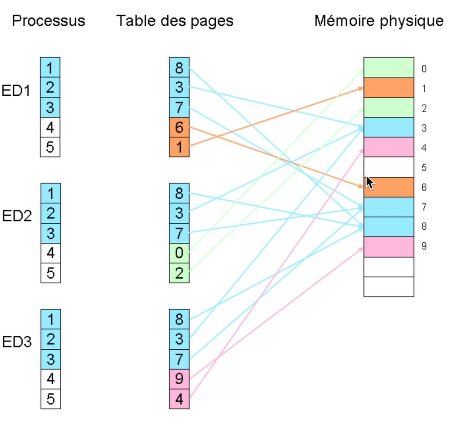 Processus Table des pages Mémoire physique
ED1
1 8 0
2 3 1
3 7 2
4 6 3
5 1 4
5
6
ED2
1 8 7
2 3 8
3 7 9
4 0
5 2
ED3
1 8
2 3
3 7
4 9
5 4